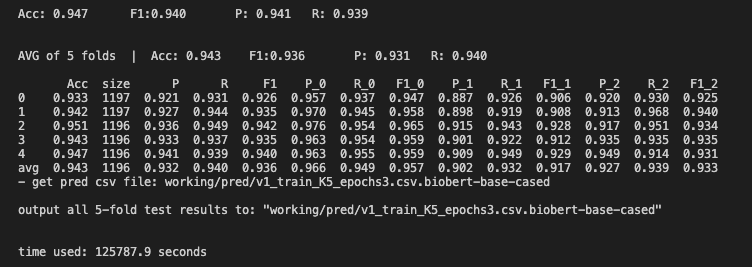 Acc: 0.947 F1:0.940 P: 0.941 R: 0.939
AVG of 5 folds | Acc: 0.943 F1:0.936 P: 0.931 R: 0.940
Acc size P R F1 P_0 R_0 F1_0 P_1 R_1 F1_1 P_2 R_2 F1_2
0 0.933 1197 0.921 0.931 0.926 0.957 0.937 0.947 0.887 0.926 0.906 0.920 0.930 0.925
1 0.942 1197 0.927 0.944 0.935 0.970 0.945 0.958 0.898 0.919 0.908 0.913 0.968 0.940
2 0.951 1196 0.936 0.949 0.942 0.976 0.954 0.965 0.915 0.943 0.928 0.917 0.951 0.934
3 0.943 1196 0.933 0.937 0.935 0.963 0.954 0.959 0.901 0.922 0.912 0.935 0.935 0.935
4 0.947 1196 0.941 0.939 0.940 0.963 0.955 0.959 0.909 0.949 0.929 0.949 0.914 0.931
avg 0.943 1196 0.932 0.940 0.936 0.966 0.949 0.957 0.902 0.932 0.917 0.927 0.939 0.933
- get pred csv file: working/pred/v1_train_K5_epochs3.csv.biobert-base-cased
output all 5-fold test results to: "working/pred/v1_train_K5_epochs3.csv.biobert-base-cased"
time used: 125787.9 seconds